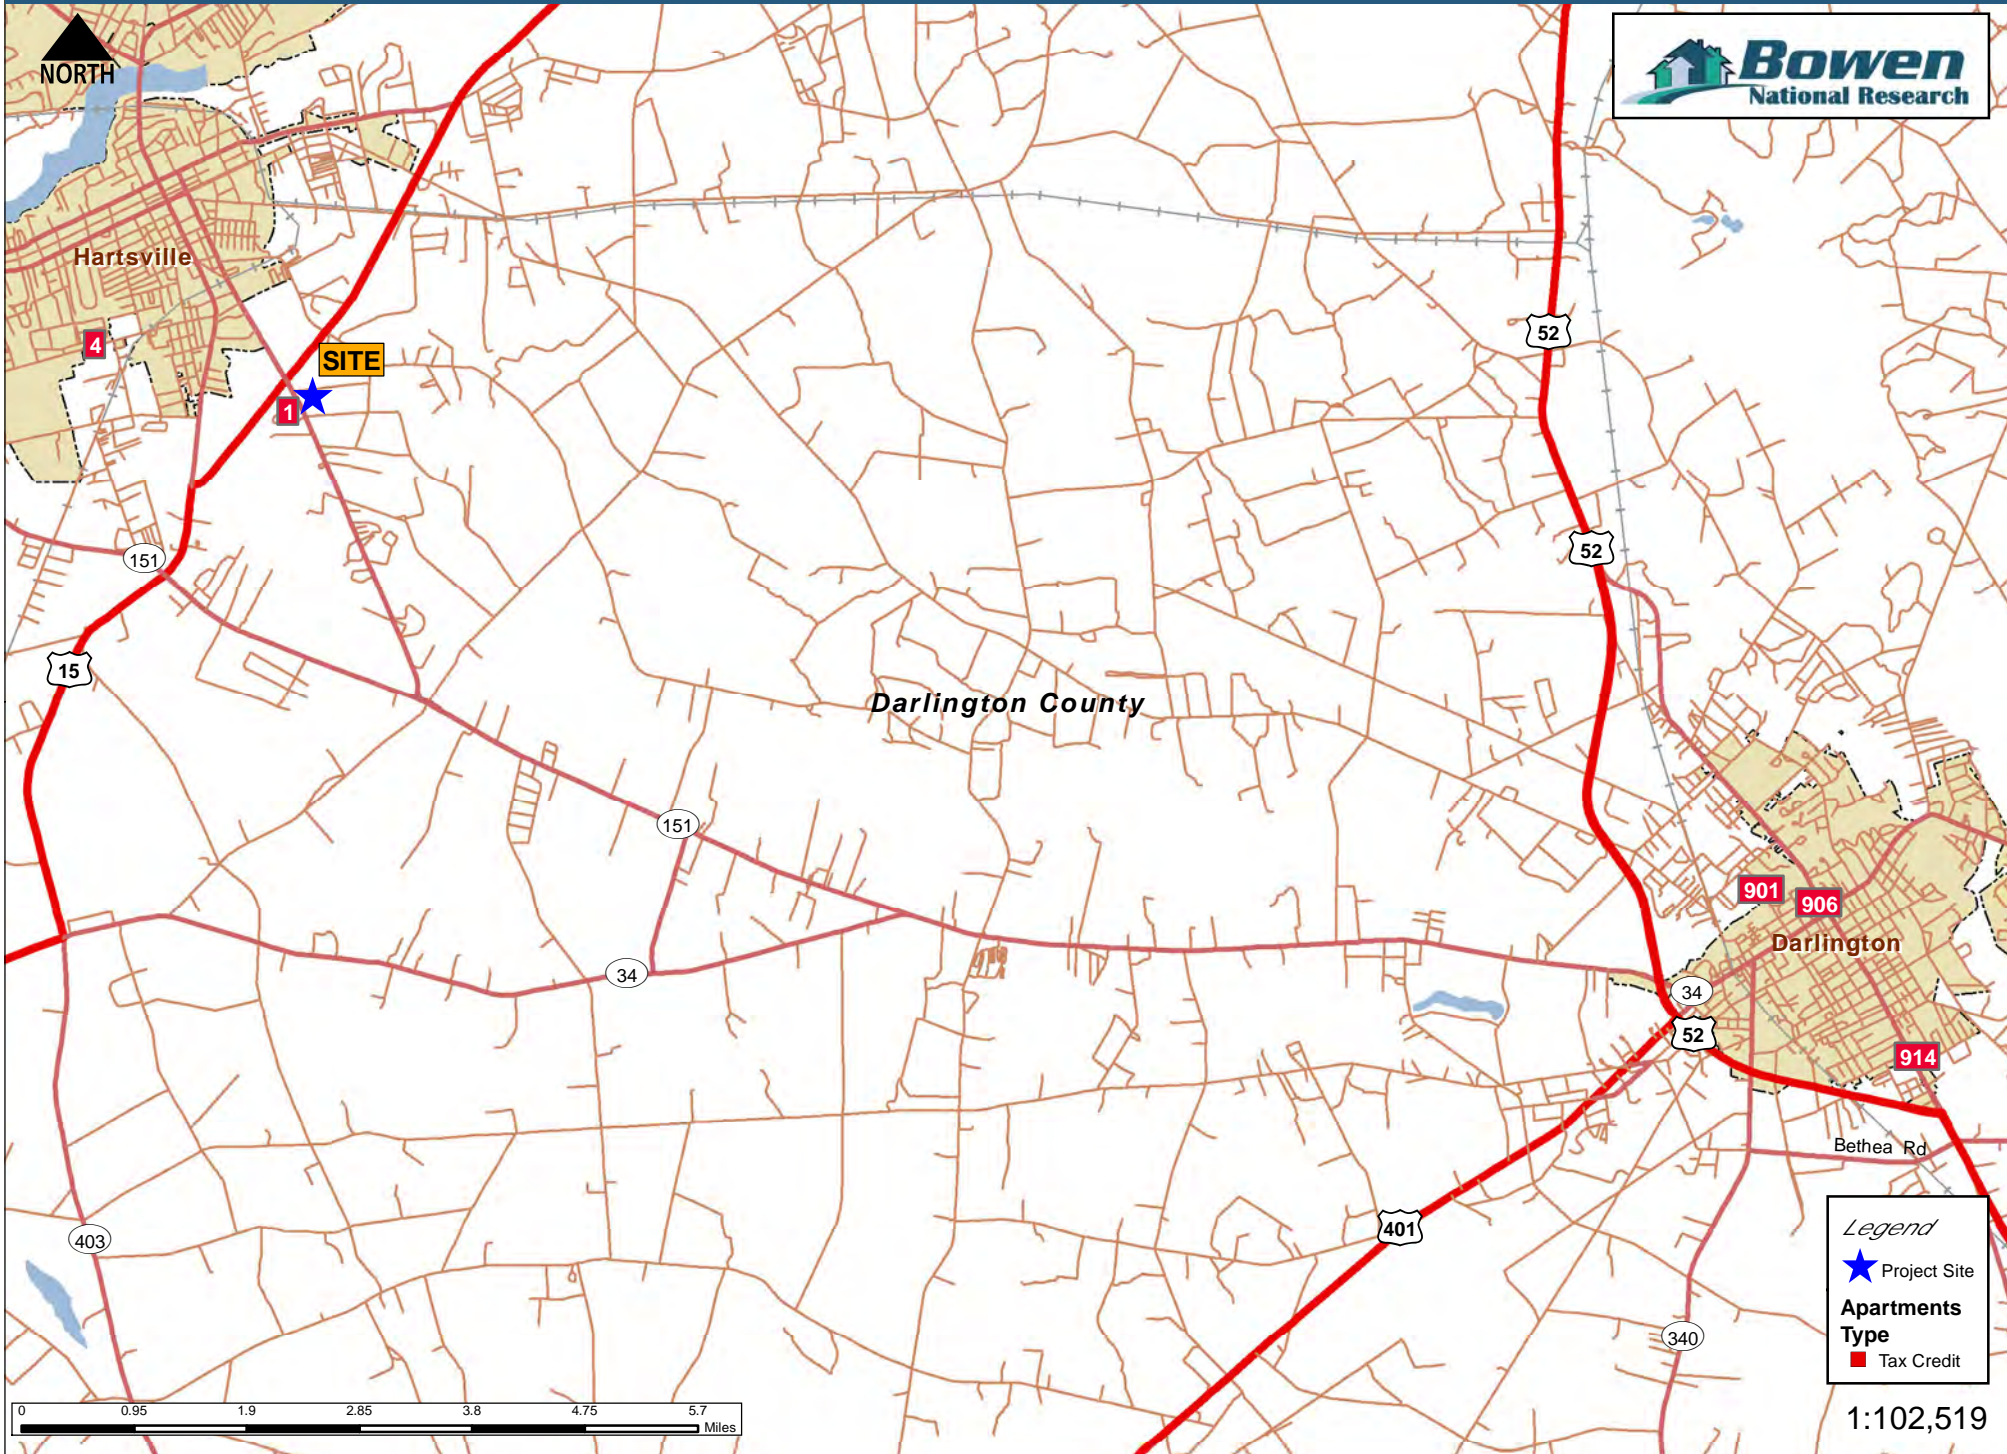 NORTH
Bowen
National Research
Hartsville
4
SITE
1
52
52
151
15
Darlington County
151
901
906
Darlington
34
34
52
914
Bethea Rd
401
403
340
Legend
Project Site
Apartments
Type
Tax Credit
0 0.95 1.9 2.85 3.8 4.75 5.7
Miles
1:102,519